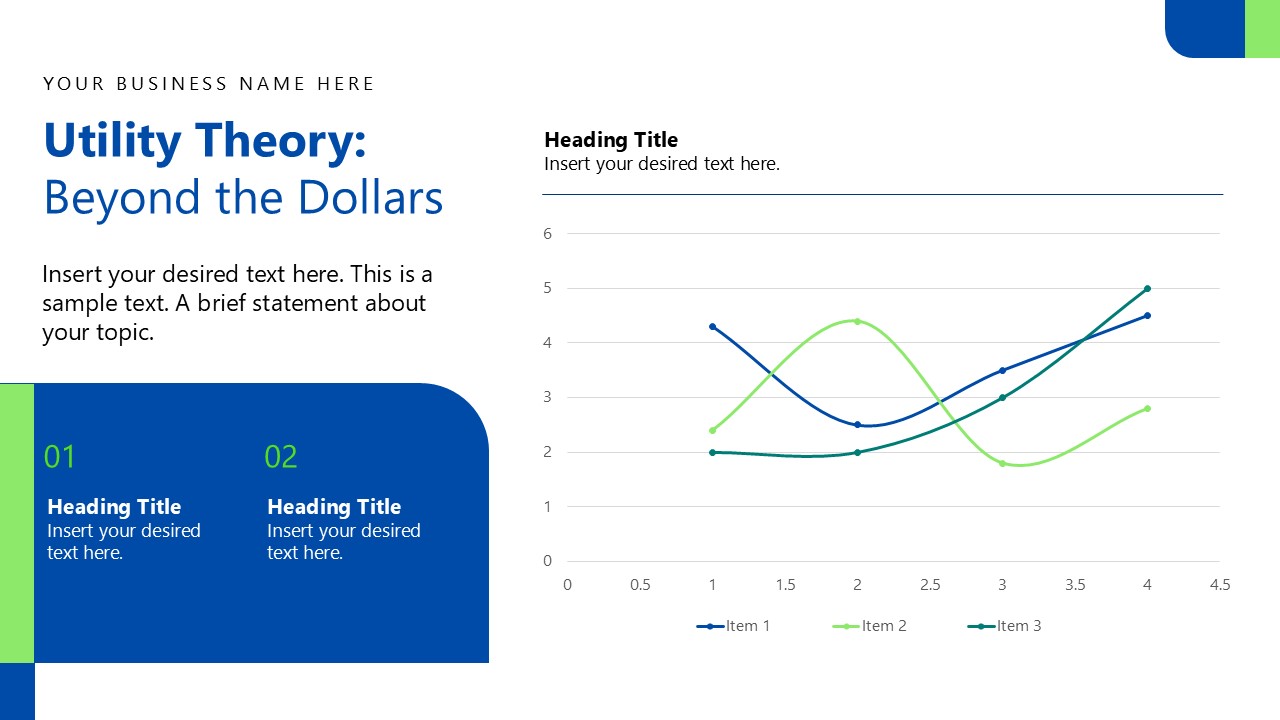 YOUR BUSINESS NAME HERE
Utility Theory:
Beyond the Dollars
Insert your desired text here. This is a
sample text. A brief statement about
your topic.
01
Heading Title
Insert your desired
text here.
02
Heading Title
Insert your desired
text here.
Heading Title
Insert your desired text here.
6
5
4
3
2
1
0
0 0.5 1 1.5 2 2.5 3 3.5 4 4.5
Item 1 Item 2 Item 3